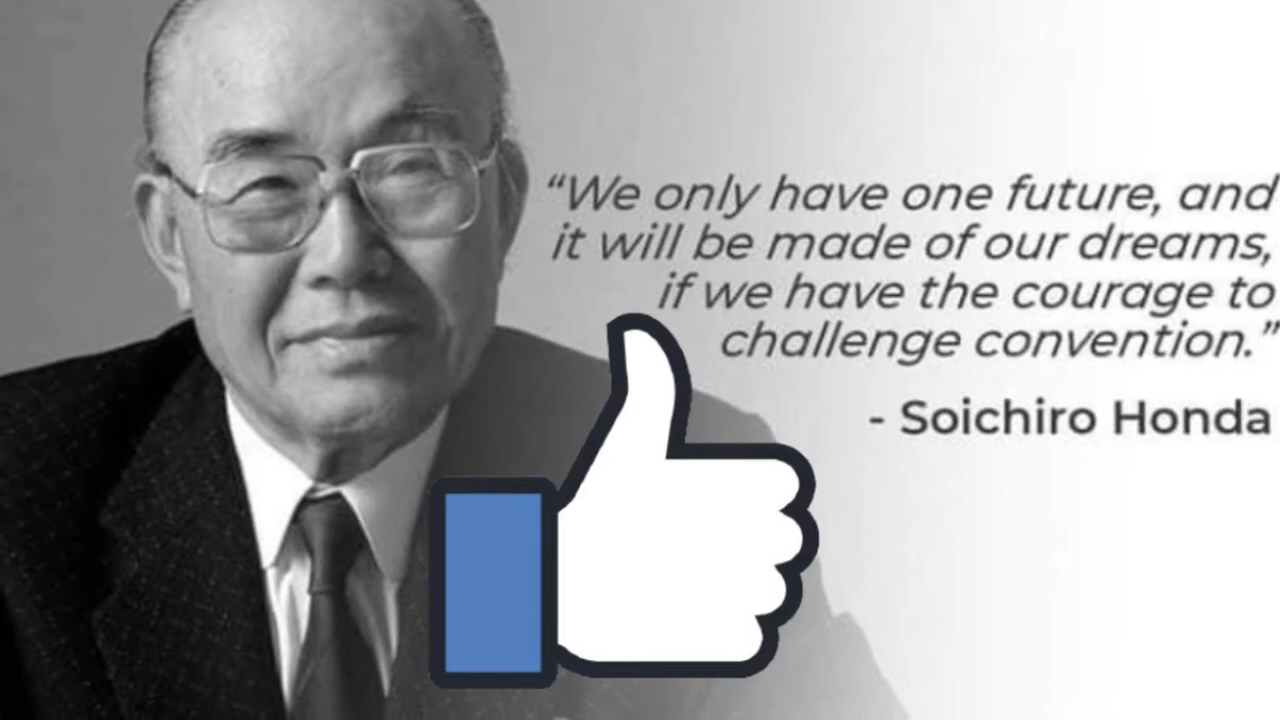 “We only have one future, and
it will be made of our dreams,
if we have the courage to
challenge convention.”
- Soichiro Honda